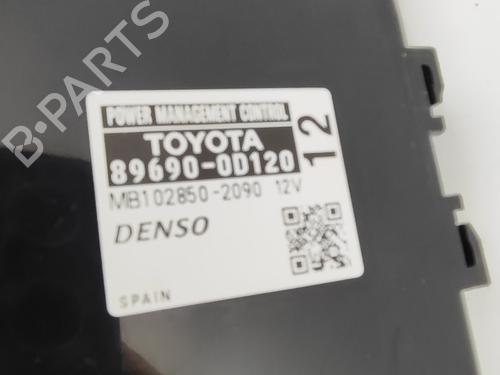 B-PARTS
POWER MANAGEMENT CONTROL
TOYOTA
89690-0D120
12
MB102850-2090 12V
DENSO
SPAIN